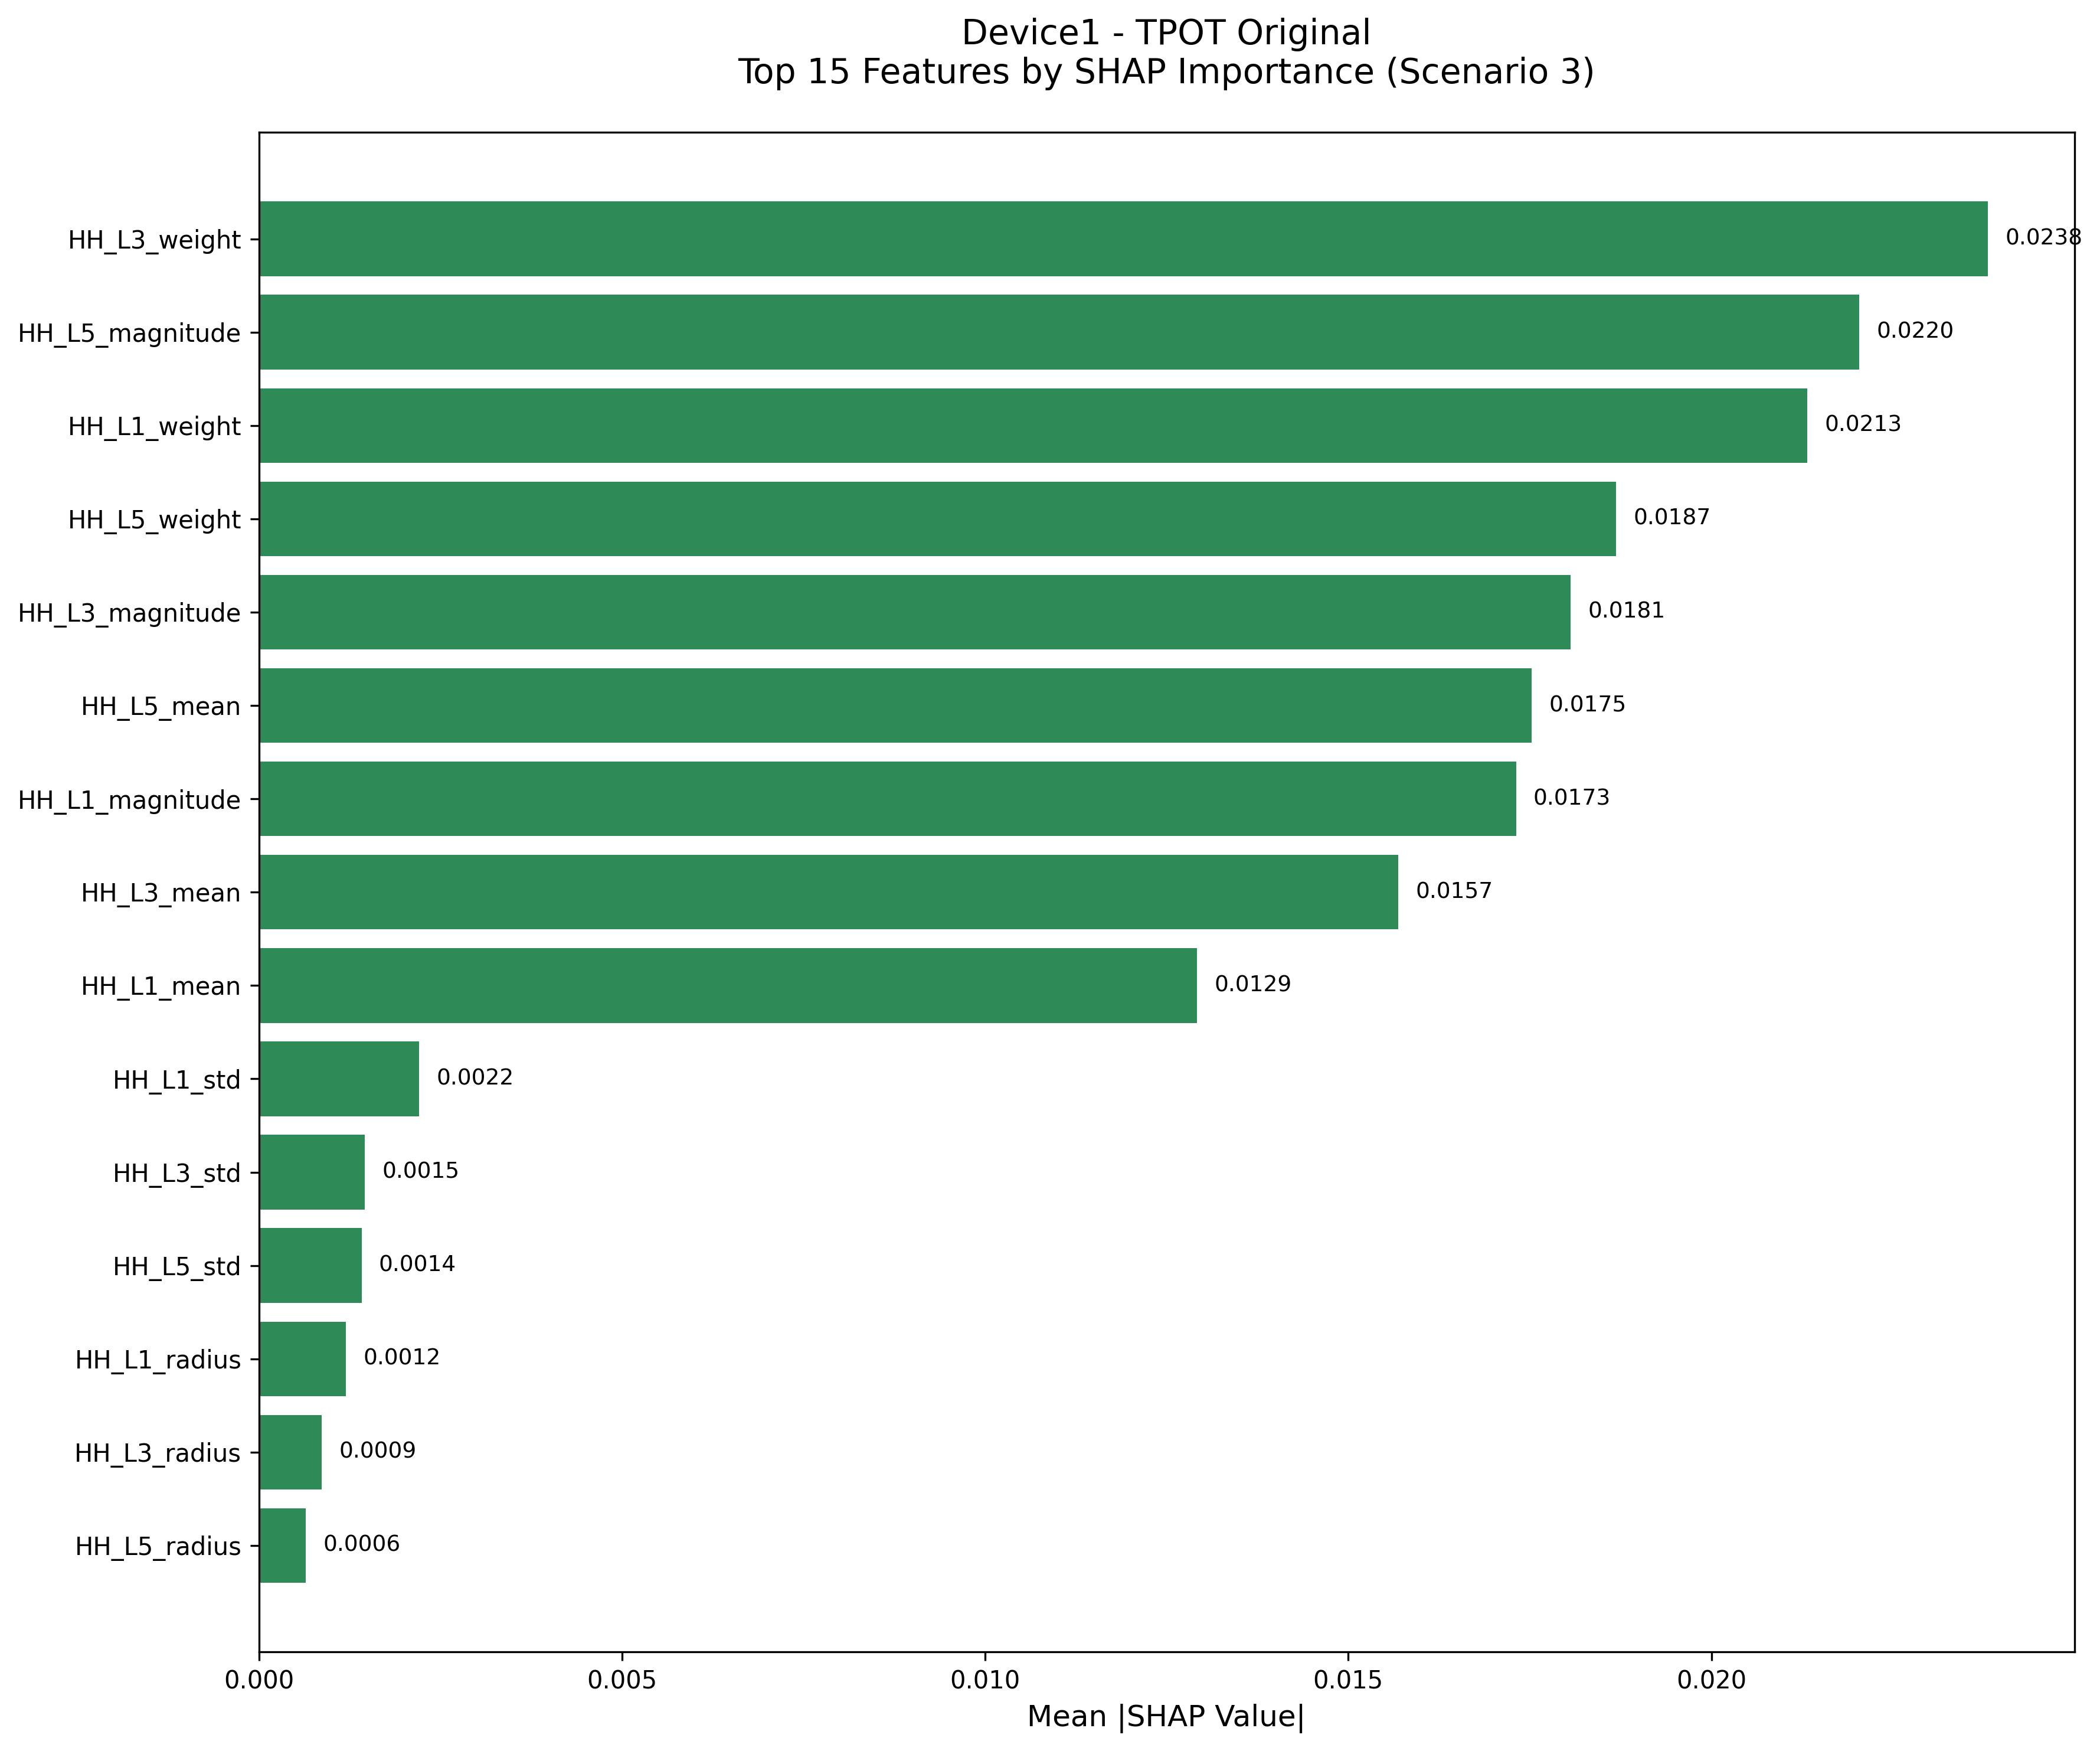 Device1 - TPOT Original
Top 15 Features by SHAP Importance (Scenario 3)
HH_L3_weight 0.0238
HH_L5_magnitude 0.0220
HH_L1_weight 0.0213
HH_L5_weight 0.0187
HH_L3_magnitude 0.0181
HH_L5_mean 0.0175
HH_L1_magnitude 0.0173
HH_L3_mean 0.0157
HH_L1_mean 0.0129
HH_L1_std 0.0022
HH_L3_std 0.0015
HH_L5_std 0.0014
HH_L1_radius 0.0012
HH_L3_radius 0.0009
HH_L5_radius 0.0006
0.000 0.005 0.010 0.015 0.020
Mean |SHAP Value|